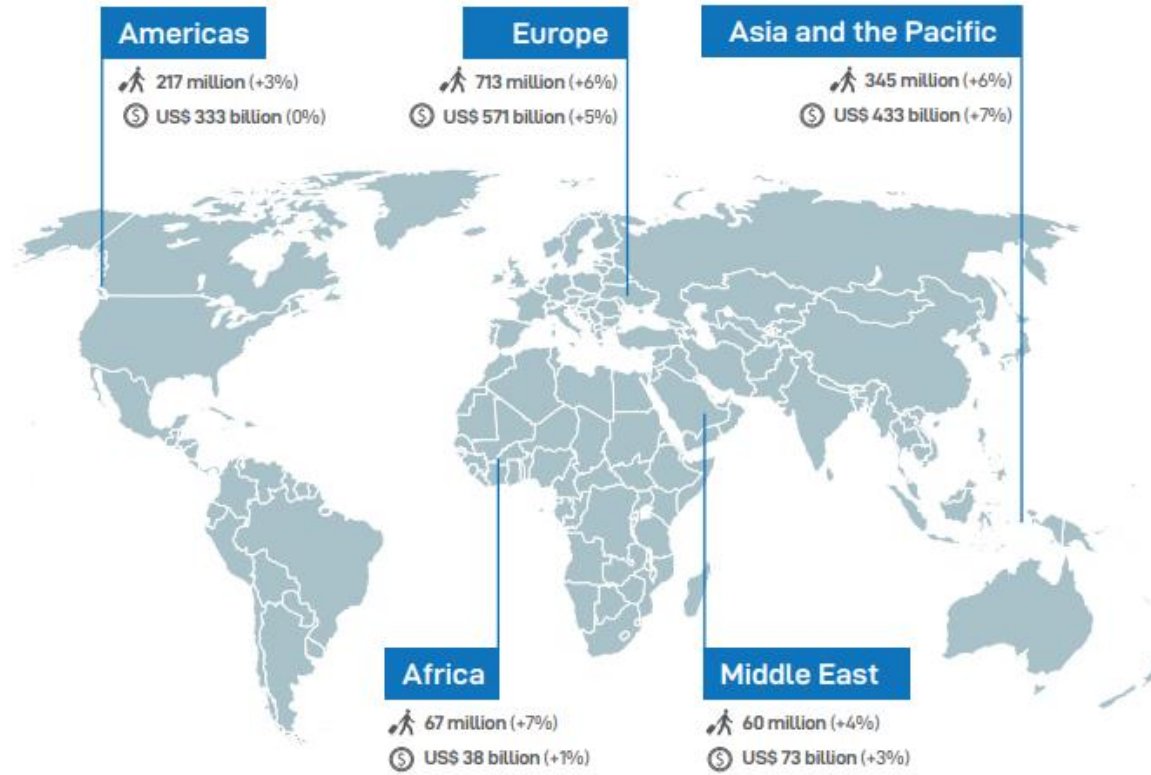 Americas
217 million (+3%)
US$ 333 billion (0%)
Europe
713 million (+6%)
US$ 571 billion (+5%)
Asia and the Pacific
345 million (+6%)
US$ 433 billion (+7%)
Africa
67 million (+7%)
US$ 38 billion (+1%)
Middle East
60 million (+4%)
US$ 73 billion (+3%)